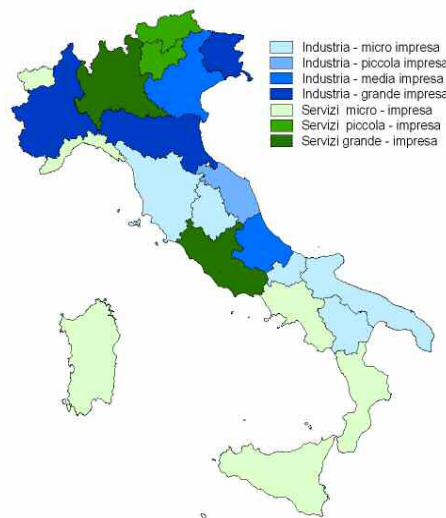 Industria - micro impresa
Industria - piccola impresa
Industria - media impresa
Industria - grande impresa
Servizi micro - impresa
Servizi piccola - impresa
Servizi grande - impresa